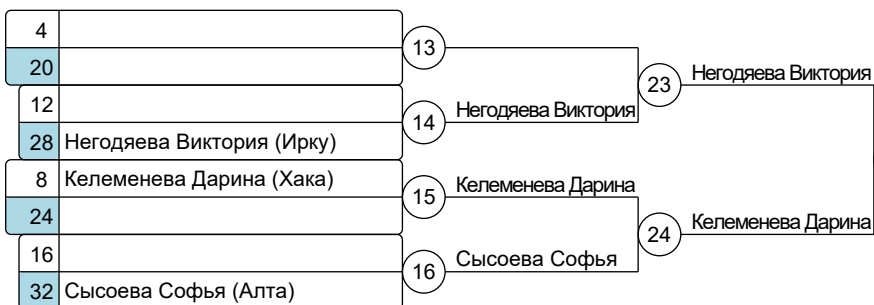 4
13
20
23 Негодяева Виктория
12
14 Негодяева Виктория
28 Негодяева Виктория (Ирку)
8 Келеменева Дарина (Хака)
15 Келеменева Дарина
24
24 Келеменева Дарина
16
16 Сысоева Софья
32 Сысоева Софья (Алта)